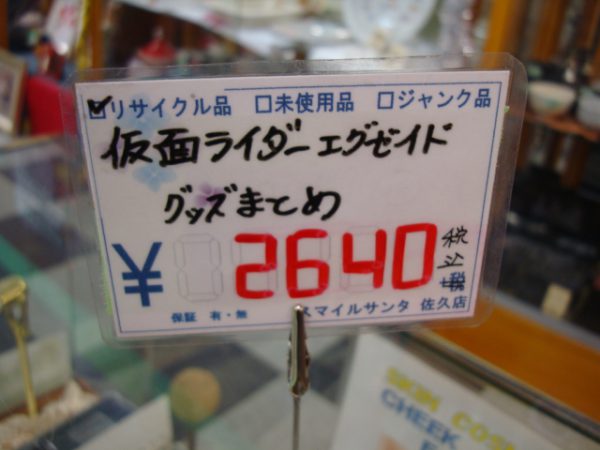 ☑リサイクル品 □未使用品 □ジャンク品
仮面ライダーエグゼイド
グッズまとめ
¥ 2640 税込
保証 有・無 スマイルサンタ 佐久店
SKIN
CHEEK